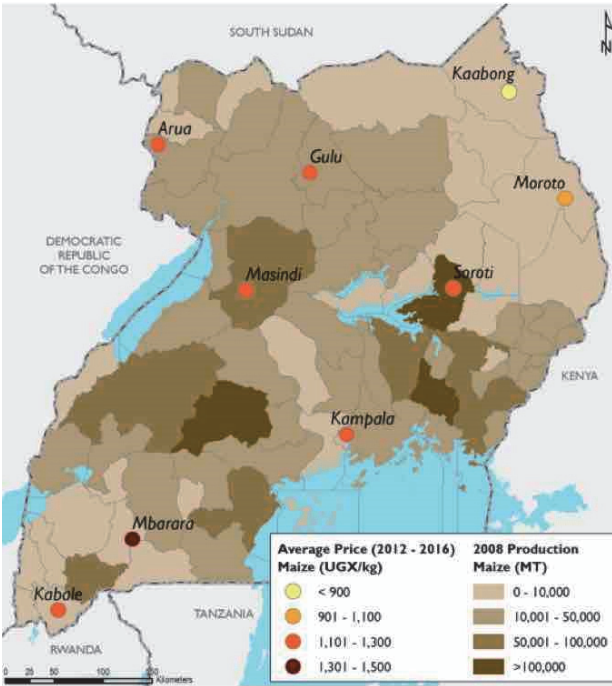 SOUTH SUDAN
N
Kaabong
Arua
Gulu
Moroto
DEMOCRATIC
REPUBLIC
OF THE CONGO
Masindi
Soroti
KENYA
Kampala
Mbarara
Kabale
TANZANIA
RWANDA
Average Price (2012 - 2016)
Maize (UGX/kg)
< 900
901 - 1,100
1,101 - 1,300
1,301 - 1,500
2008 Production
Maize (MT)
0 - 10,000
10,001 - 50,000
50,001 - 100,000
>100,000
0 25 50 100
Kilometers